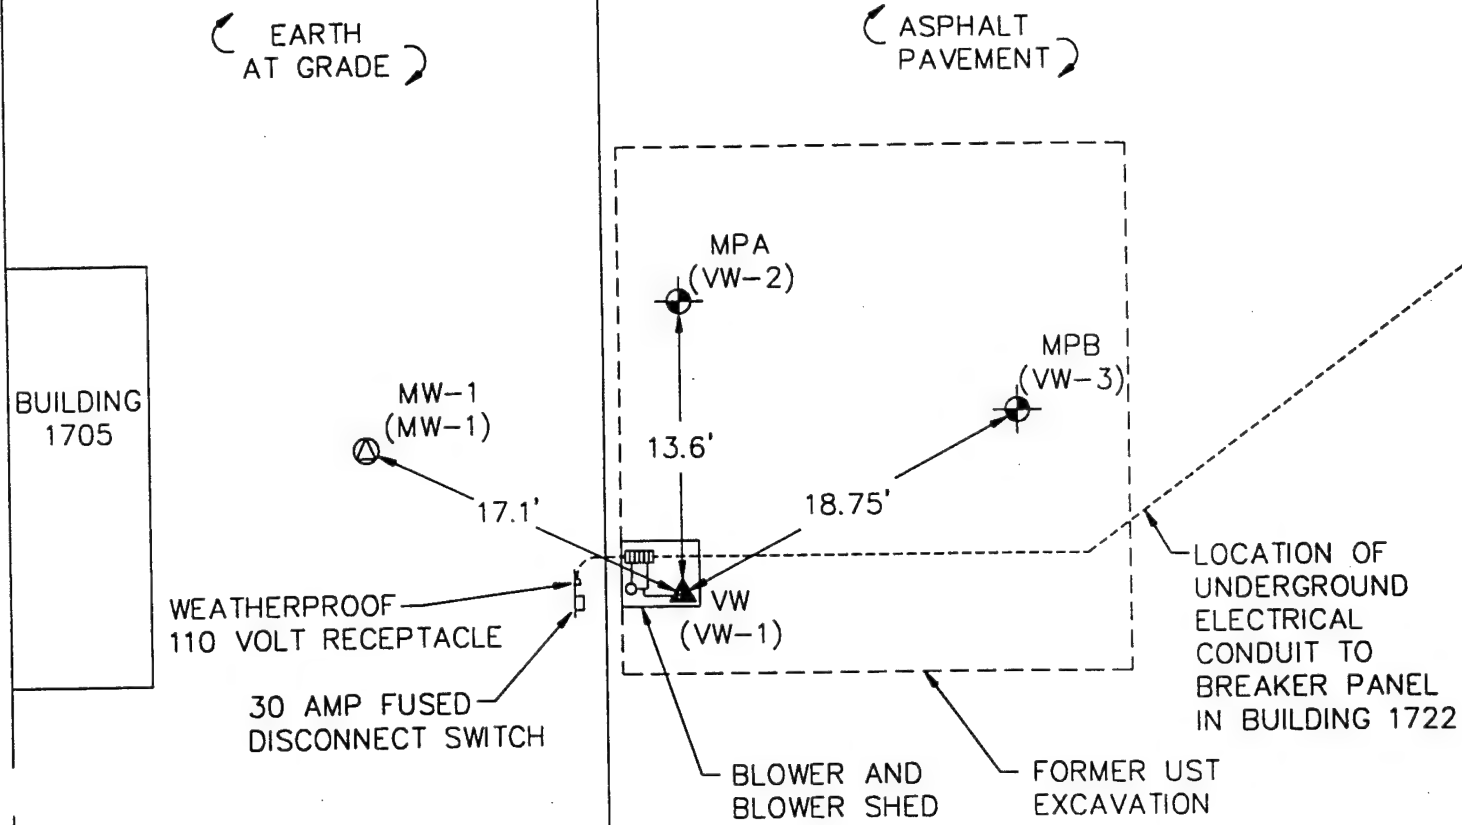 EARTH
AT GRADE
ASPHALT
PAVEMENT
MPA
(VW-2)
MPB
(VW-3)
BUILDING
1705
MW-1
(MW-1)
13.6'
17.1'
18.75'
VW
(VW-1)
WEATHERPROOF
110 VOLT RECEPTACLE
30 AMP FUSED
DISCONNECT SWITCH
LOCATION OF
UNDERGROUND
ELECTRICAL
CONDUIT TO
BREAKER PANEL
IN BUILDING 1722
BLOWER AND
BLOWER SHED
FORMER UST
EXCAVATION